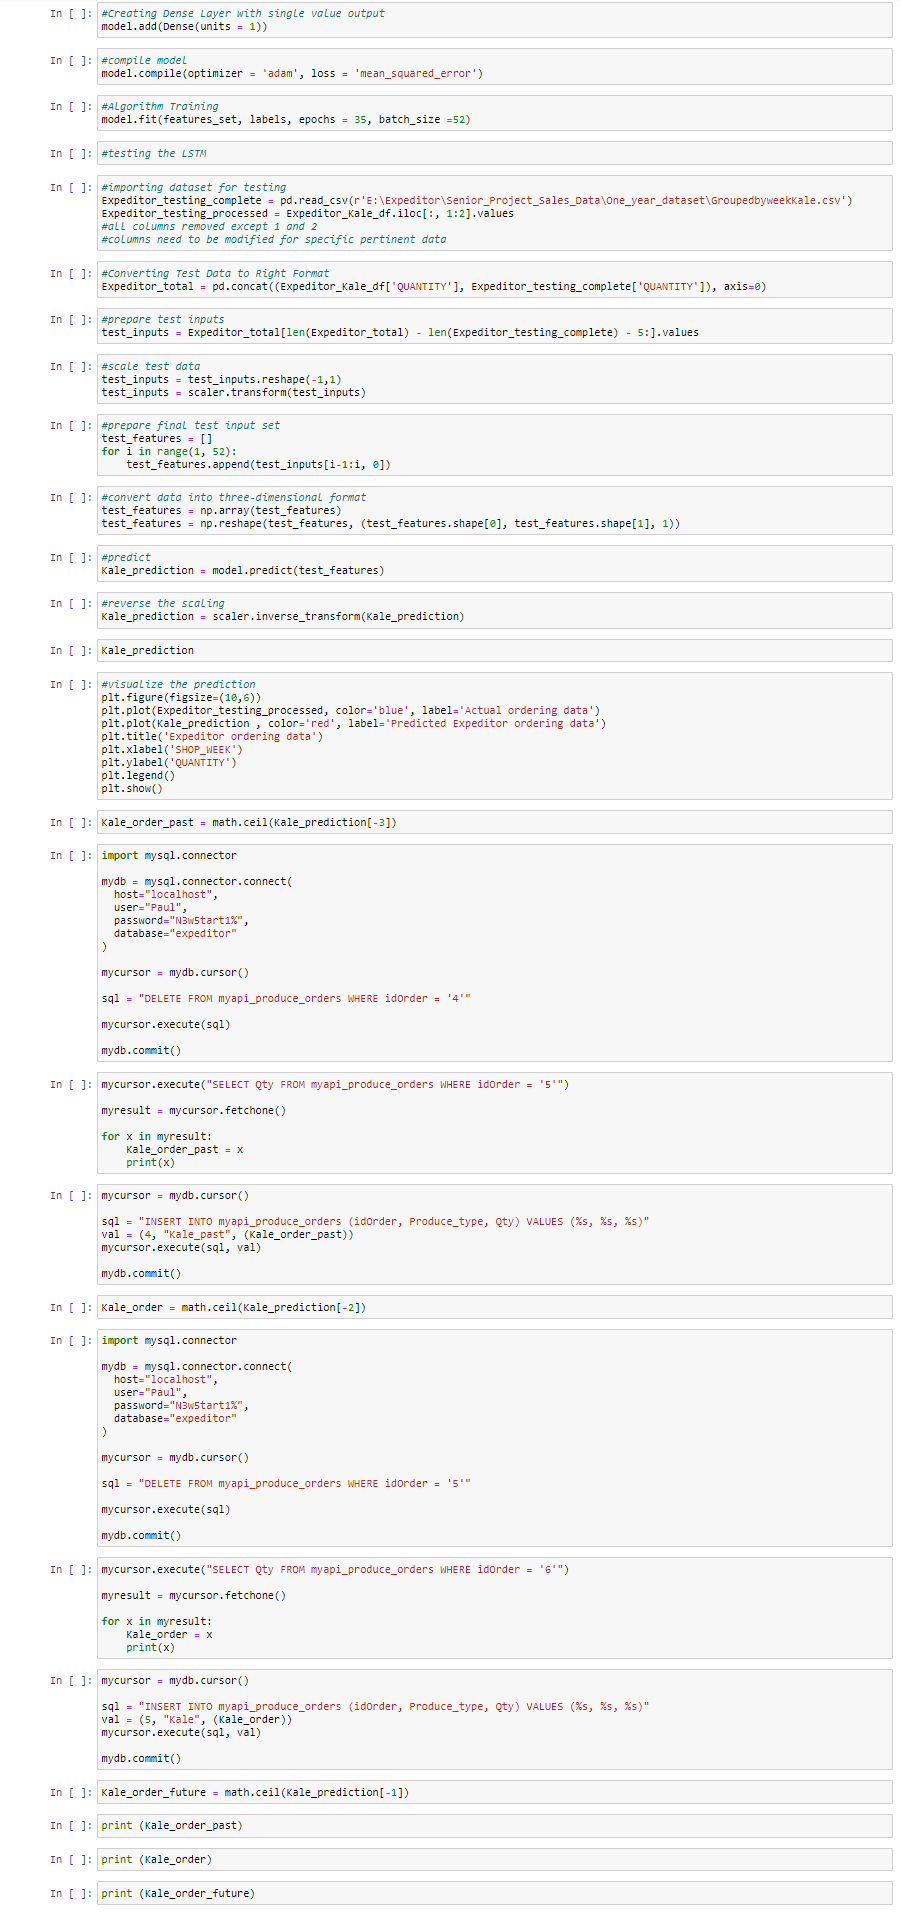 In [ ]: #Creating Dense Layer with single value output
model.add(Dense(units = 1))
In [ ]: #compile model
model.compile(optimizer = 'adam', loss = 'mean_squared_error')
In [ ]: #Algorithm Training
model.fit(features_set, labels, epochs = 35, batch_size =52)
In [ ]: #testing the LSTM
In [ ]: #importing dataset for testing
Expeditor_testing_complete = pd.read_csv(r'E:\Expeditor\Senior_Project_Sales_Data\One_year_dataset\GroupedbyweekKale.csv')
Expeditor_testing_processed = Expeditor_Kale_df.iloc[:, 1:2].values
#all columns removed except 1 and 2
#columns need to be modified for specific pertinent data
In [ ]: #Converting Test Data to Right Format
Expeditor_total = pd.concat((Expeditor_Kale_df['QUANTITY'], Expeditor_testing_complete['QUANTITY']), axis=0)
In [ ]: #prepare test inputs
test_inputs = Expeditor_total[len(Expeditor_total) - len(Expeditor_testing_complete) - 5:].values
In [ ]: #scale test data
test_inputs = test_inputs.reshape(-1,1)
test_inputs = scaler.transform(test_inputs)
In [ ]: #prepare final test input set
test_features = []
for i in range(1, 52):
    test_features.append(test_inputs[i-1:i, 0])
In [ ]: #convert data into three-dimensional format
test_features = np.array(test_features)
test_features = np.reshape(test_features, (test_features.shape[0], test_features.shape[1], 1))
In [ ]: #predict
Kale_prediction = model.predict(test_features)
In [ ]: #reverse the scaling
Kale_prediction = scaler.inverse_transform(Kale_prediction)
In [ ]: Kale_prediction
In [ ]: #visualize the prediction
plt.figure(figsize=(10,6))
plt.plot(Expeditor_testing_processed, color='blue', label='Actual ordering data')
plt.plot(Kale_prediction , color='red', label='Predicted Expeditor ordering data')
plt.title('Expeditor ordering data')
plt.xlabel('SHOP_WEEK')
plt.ylabel('QUANTITY')
plt.legend()
plt.show()
In [ ]: Kale_order_past = math.ceil(Kale_prediction[-3])
In [ ]: import mysql.connector
mydb = mysql.connector.connect(
  host="localhost",
  user="Paul",
  password="N3wStart1%",
  database="expeditor"
)
mycursor = mydb.cursor()
sql = "DELETE FROM myapi_produce_orders WHERE idOrder = '4'"
mycursor.execute(sql)
mydb.commit()
In [ ]: mycursor.execute("SELECT Qty FROM myapi_produce_orders WHERE idOrder = '5'")
myresult = mycursor.fetchone()
for x in myresult:
    Kale_order_past = x
    print(x)
In [ ]: mycursor = mydb.cursor()
sql = "INSERT INTO myapi_produce_orders (idOrder, Produce_type, Qty) VALUES (%s, %s, %s)"
val = (4, "Kale_past", (Kale_order_past))
mycursor.execute(sql, val)
mydb.commit()
In [ ]: Kale_order = math.ceil(Kale_prediction[-2])
In [ ]: import mysql.connector
mydb = mysql.connector.connect(
  host="localhost",
  user="Paul",
  password="N3wStart1%",
  database="expeditor"
)
mycursor = mydb.cursor()
sql = "DELETE FROM myapi_produce_orders WHERE idOrder = '5'"
mycursor.execute(sql)
mydb.commit()
In [ ]: mycursor.execute("SELECT Qty FROM myapi_produce_orders WHERE idOrder = '6'")
myresult = mycursor.fetchone()
for x in myresult:
    Kale_order = x
    print(x)
In [ ]: mycursor = mydb.cursor()
sql = "INSERT INTO myapi_produce_orders (idOrder, Produce_type, Qty) VALUES (%s, %s, %s)"
val = (5, "Kale", (Kale_order))
mycursor.execute(sql, val)
mydb.commit()
In [ ]: Kale_order_future = math.ceil(Kale_prediction[-1])
In [ ]: print (Kale_order_past)
In [ ]: print (Kale_order)
In [ ]: print (Kale_order_future)